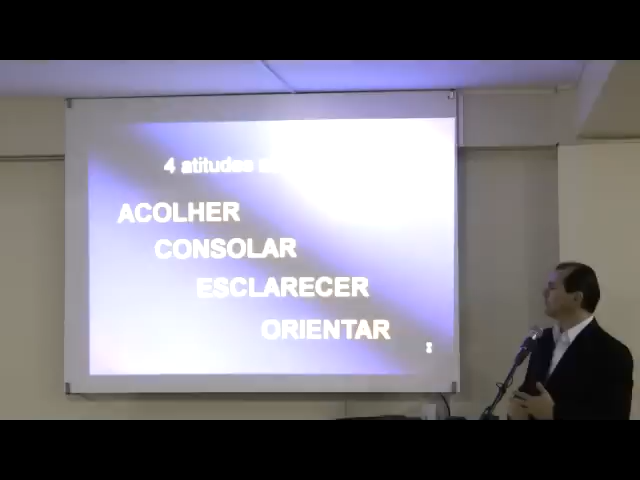 4 atitudes
ACOLHER
CONSOLAR
ESCLARECER
ORIENTAR